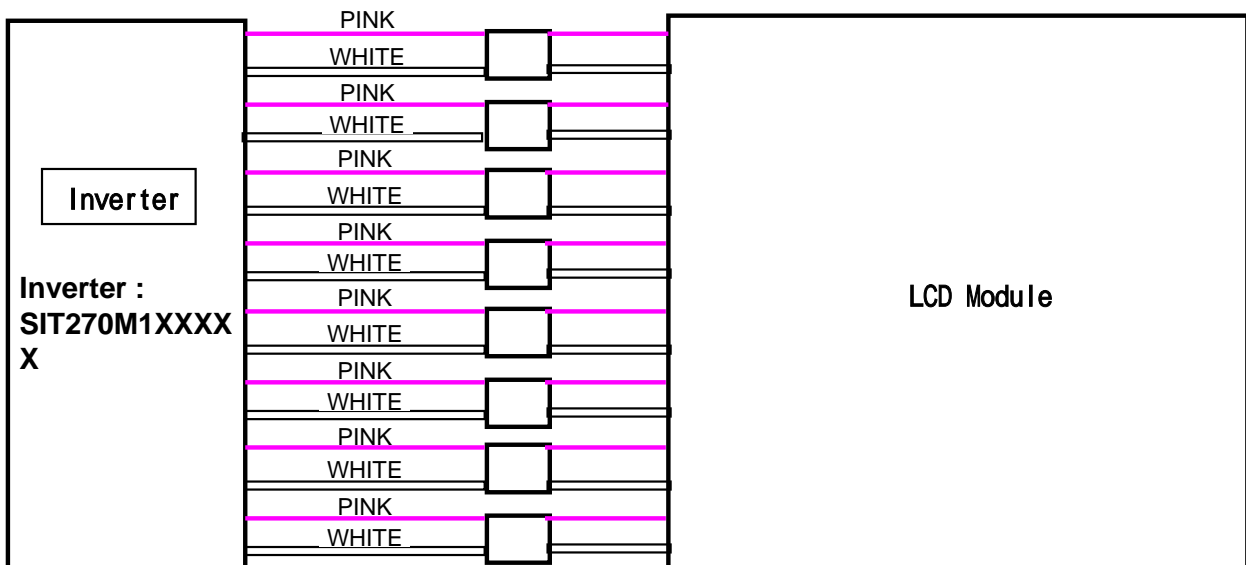 PINK
WHITE
PINK
WHITE
PINK
WHITE
Inverter
PINK
WHITE
Inverter :
SIT270M1XXXX
X
LCD Module
PINK
WHITE
PINK
WHITE
PINK
WHITE
PINK
WHITE